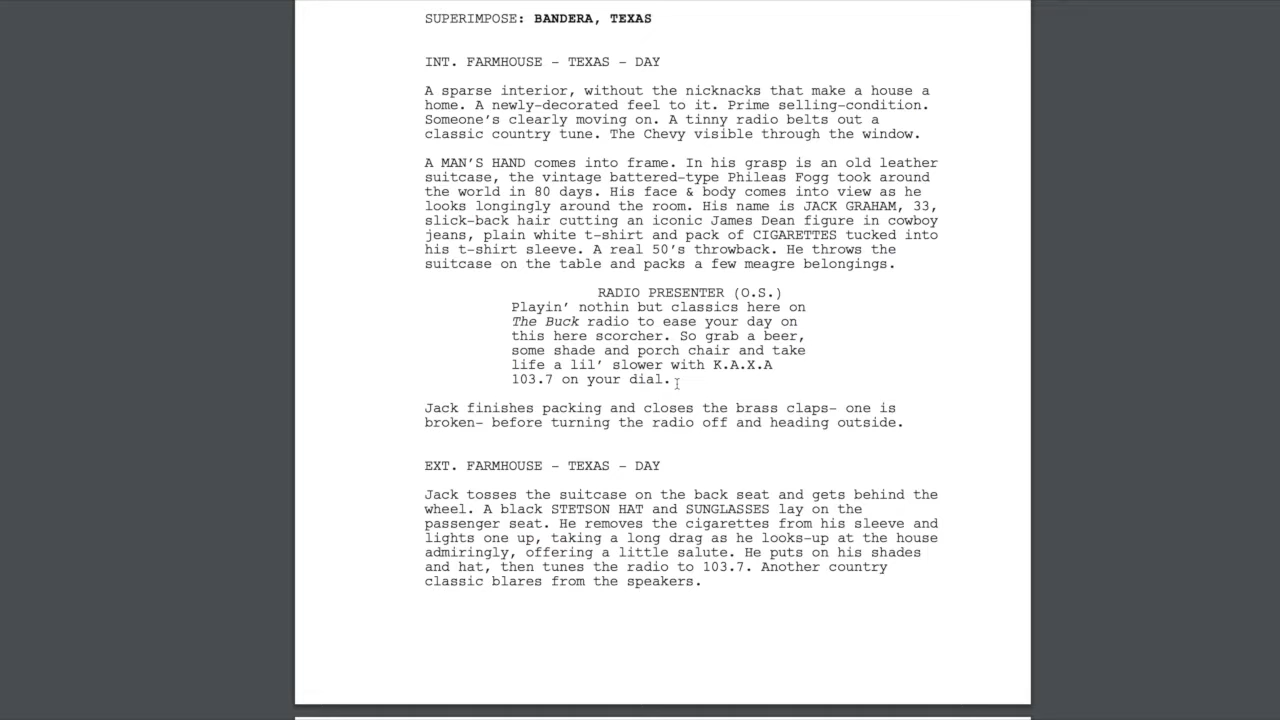 SUPERIMPOSE: BANDERA, TEXAS
INT. FARMHOUSE - TEXAS - DAY
A sparse interior, without the nicknacks that make a house a
home. A newly-decorated feel to it. Prime selling-condition.
Someone's clearly moving on. A tinny radio belts out a
classic country tune. The Chevy visible through the window.
A MAN'S HAND comes into frame. In his grasp is an old leather
suitcase, the vintage battered-type Phileas Fogg took around
the world in 80 days. His face & body comes into view as he
looks longingly around the room. His name is JACK GRAHAM, 33,
slick-back hair cutting an iconic James Dean figure in cowboy
jeans, plain white t-shirt and pack of CIGARETTES tucked into
his t-shirt sleeve. A real 50's throwback. He throws the
suitcase on the table and packs a few meagre belongings.
RADIO PRESENTER (O.S.)
Playin' nothin but classics here on
The Buck radio to ease your day on
this here scorcher. So grab a beer,
some shade and porch chair and take
life a lil' slower with K.A.X.A
103.7 on your dial.
Jack finishes packing and closes the brass claps- one is
broken- before turning the radio off and heading outside.
EXT. FARMHOUSE - TEXAS - DAY
Jack tosses the suitcase on the back seat and gets behind the
wheel. A black STETSON HAT and SUNGLASSES lay on the
passenger seat. He removes the cigarettes from his sleeve and
lights one up, taking a long drag as he looks-up at the house
admiringly, offering a little salute. He puts on his shades
and hat, then tunes the radio to 103.7. Another country
classic blares from the speakers.